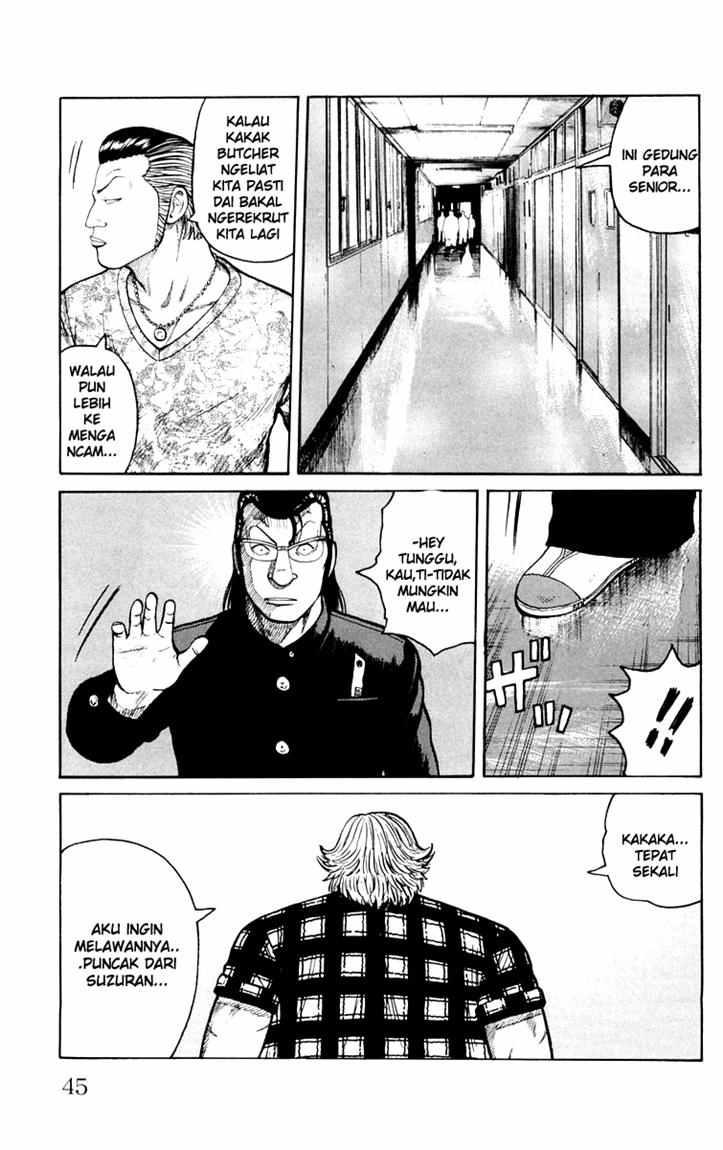 INI GEDUNG
PARA
SENIOR...
KALAU
KAKAK
BUTCHER
NGELIAT
KITA PASTI
DAI BAKAL
NGEREKRUT
KITA LAGI
WALAU
PUN
LEBIH
KE
MENGA
NCAM...
ザ"
ッ
!!
-HEY
TUNGGU,
KAU,TI-TIDAK
MUNGKIN
MAU...
KAKAKA...
TEPAT
SEKALI
AKU INGIN
MELAWANNYA..
.PUNCAK DARI
SUZURAN...
45